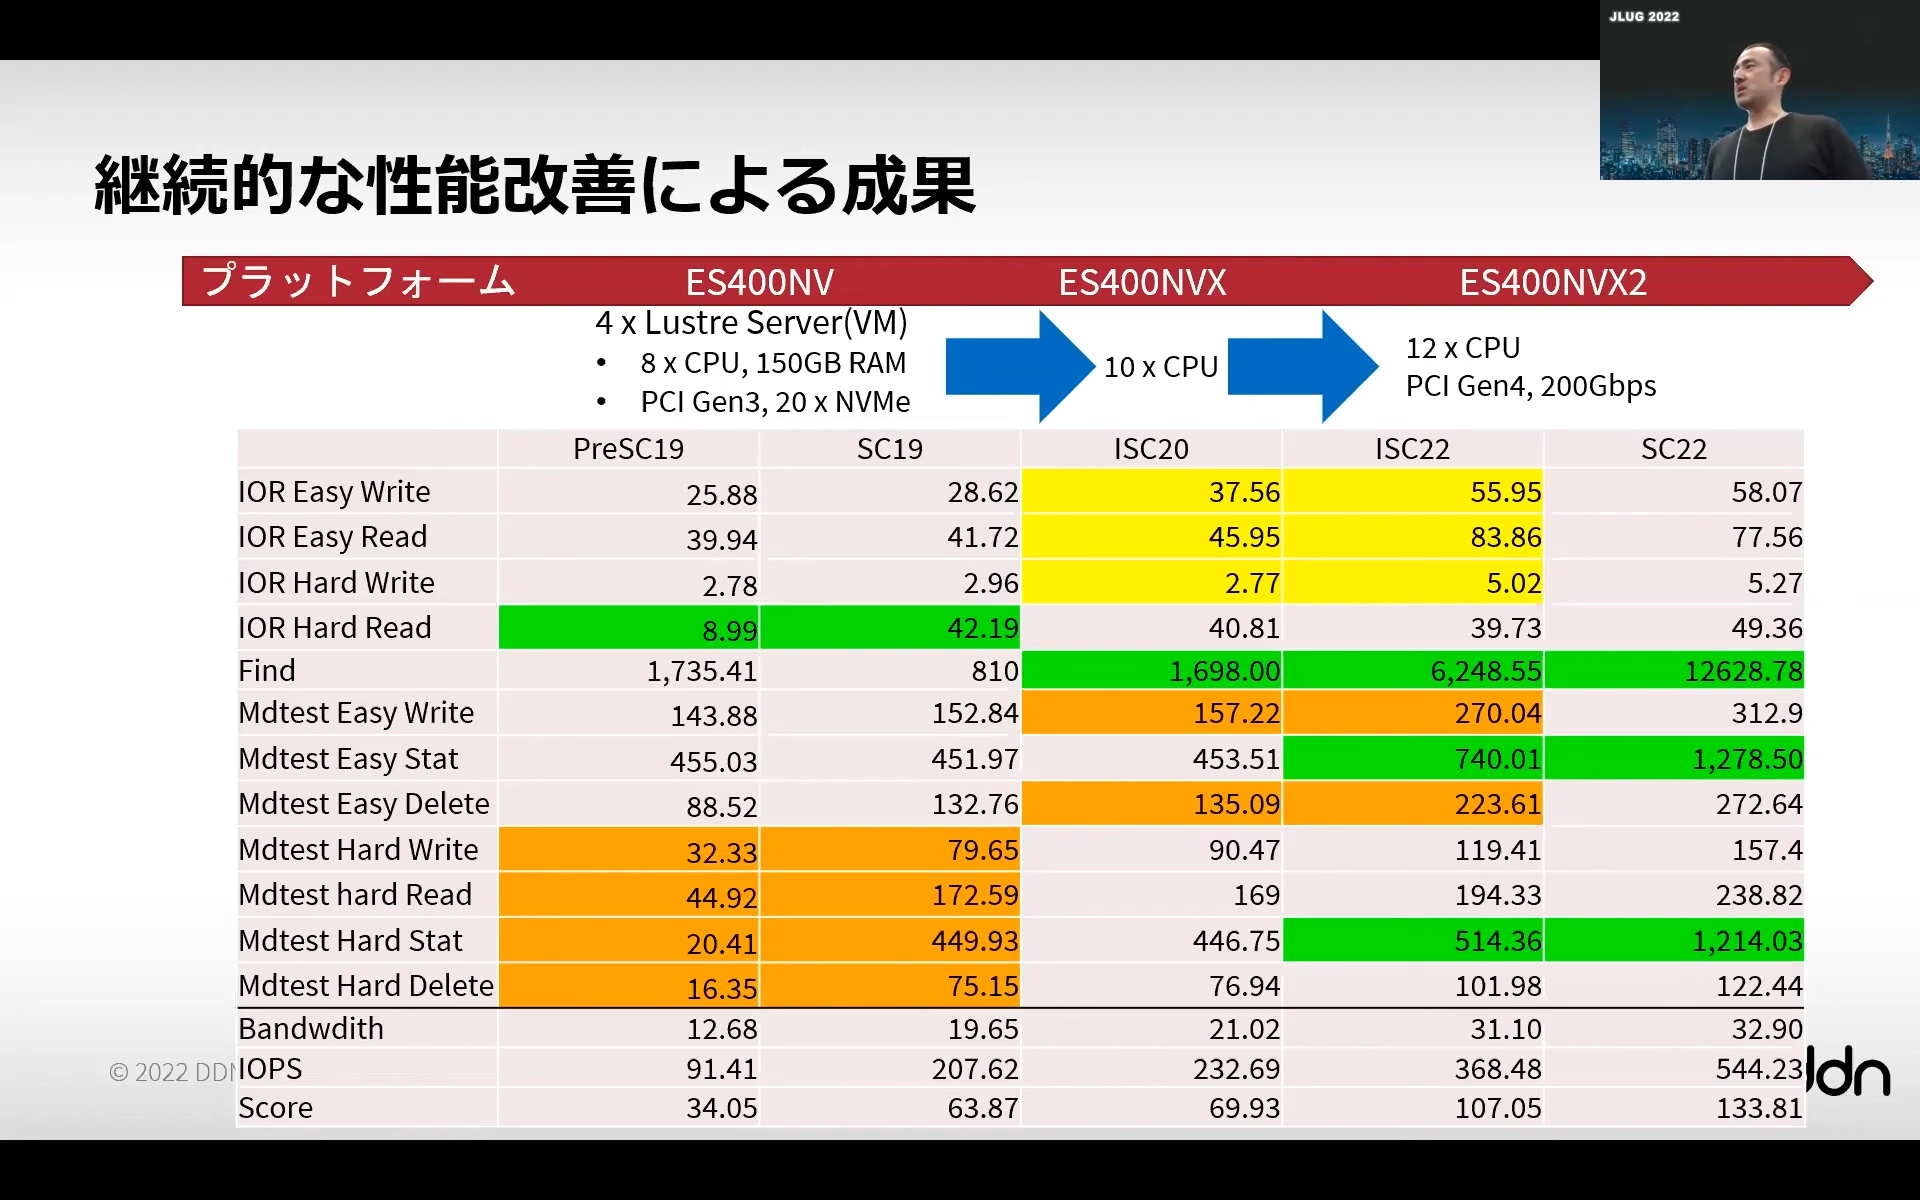 JLUG 2022
継続的な性能改善による成果
プラットフォーム ES400NV ES400NVX ES400NVX2
4 x Lustre Server(VM)
• 8 x CPU, 150GB RAM
• PCI Gen3, 20 x NVMe
10 x CPU
12 x CPU
PCI Gen4, 200Gbps
PreSC19 SC19 ISC20 ISC22 SC22
IOR Easy Write 25.88 28.62 37.56 55.95 58.07
IOR Easy Read 39.94 41.72 45.95 83.86 77.56
IOR Hard Write 2.78 2.96 2.77 5.02 5.27
IOR Hard Read 8.99 42.19 40.81 39.73 49.36
Find 1,735.41 810 1,698.00 6,248.55 12628.78
Mdtest Easy Write 143.88 152.84 157.22 270.04 312.9
Mdtest Easy Stat 455.03 451.97 453.51 740.01 1,278.50
Mdtest Easy Delete 88.52 132.76 135.09 223.61 272.64
Mdtest Hard Write 32.33 79.65 90.47 119.41 157.4
Mdtest hard Read 44.92 172.59 169 194.33 238.82
Mdtest Hard Stat 20.41 449.93 446.75 514.36 1,214.03
Mdtest Hard Delete 16.35 75.15 76.94 101.98 122.44
Bandwdith 12.68 19.65 21.02 31.10 32.90
IOPS 91.41 207.62 232.69 368.48 544.23
Score 34.05 63.87 69.93 107.05 133.81
© 2022 DDN
ddn